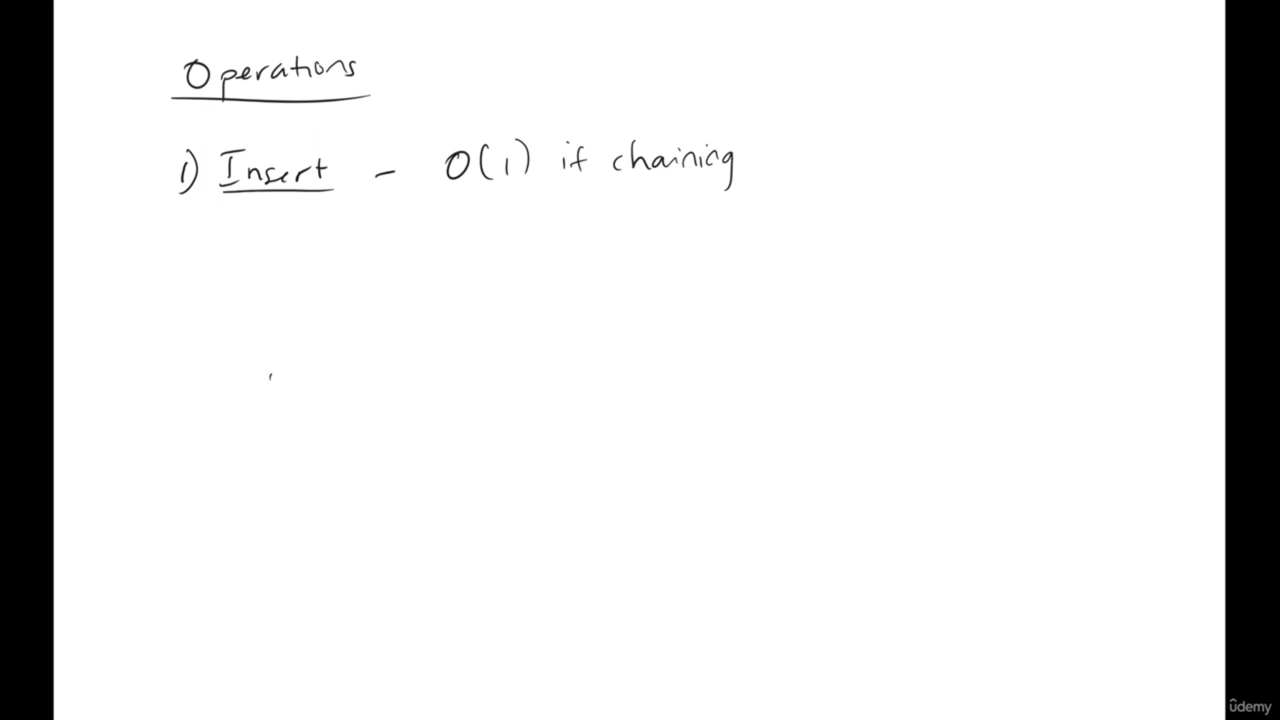 Operations
1) Insert - O(1) if chaining
ûdemy